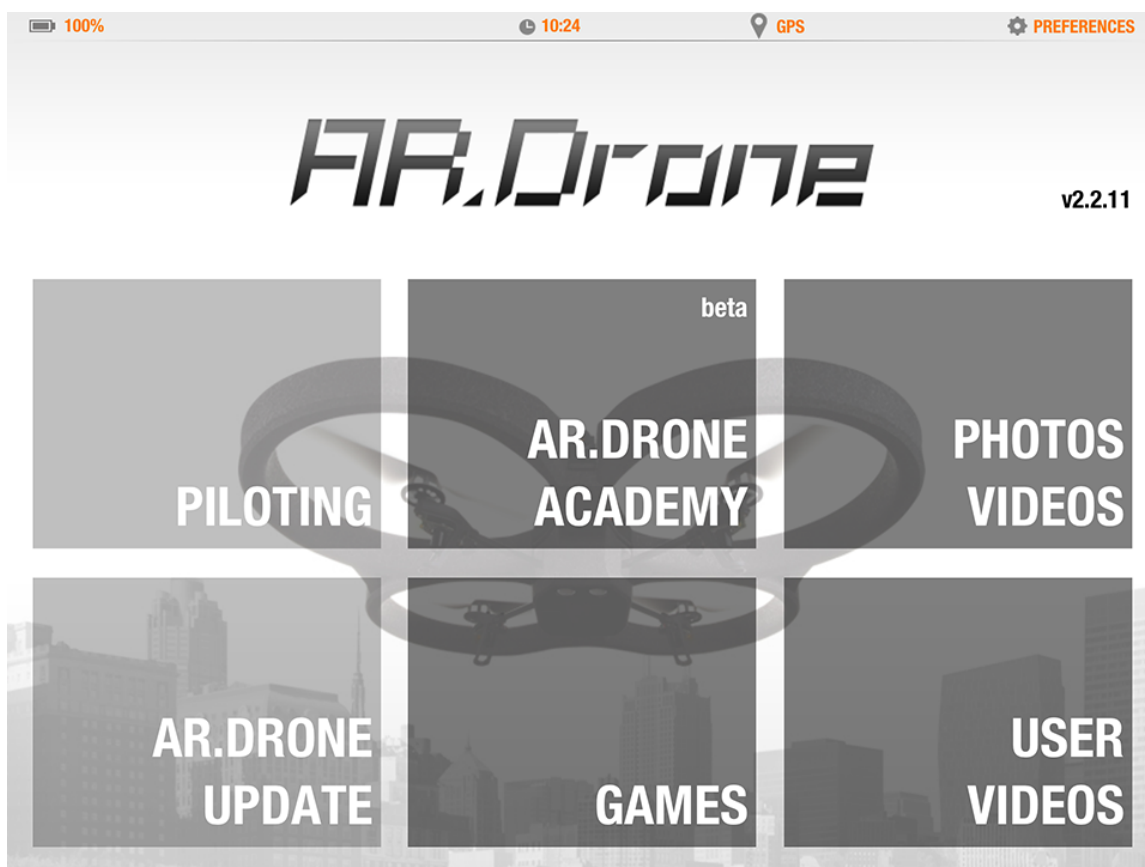 100%
10:24
GPS
PREFERENCES
AR.Drone
v2.2.11
PILOTING
beta
AR.DRONE
ACADEMY
PHOTOS
VIDEOS
AR.DRONE
UPDATE
GAMES
USER
VIDEOS